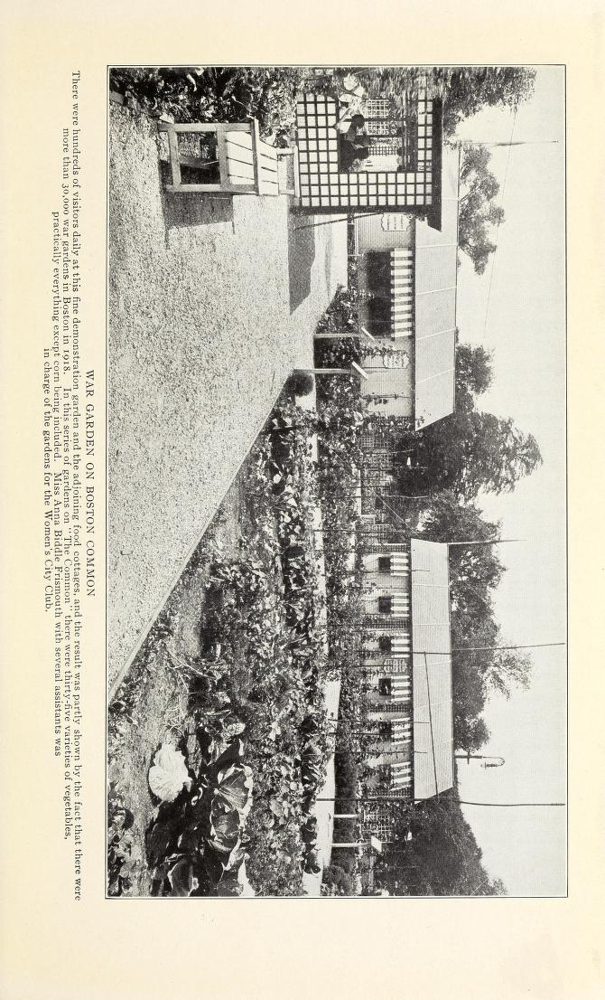 WAR GARDEN ON BOSTON COMMON
There were hundreds of visitors daily at this fine demonstration garden and the adjoining food cottages, and the result was partly shown by the fact that there were
more than 30,000 war gardens in Boston in 1918. In this series of gardens on "The Common" there were thirty-five varieties of vegetables,
practically everything except corn being included. Miss Anna Biddle Frismouth with several assistants was
in charge of the gardens for the Women's City Club.